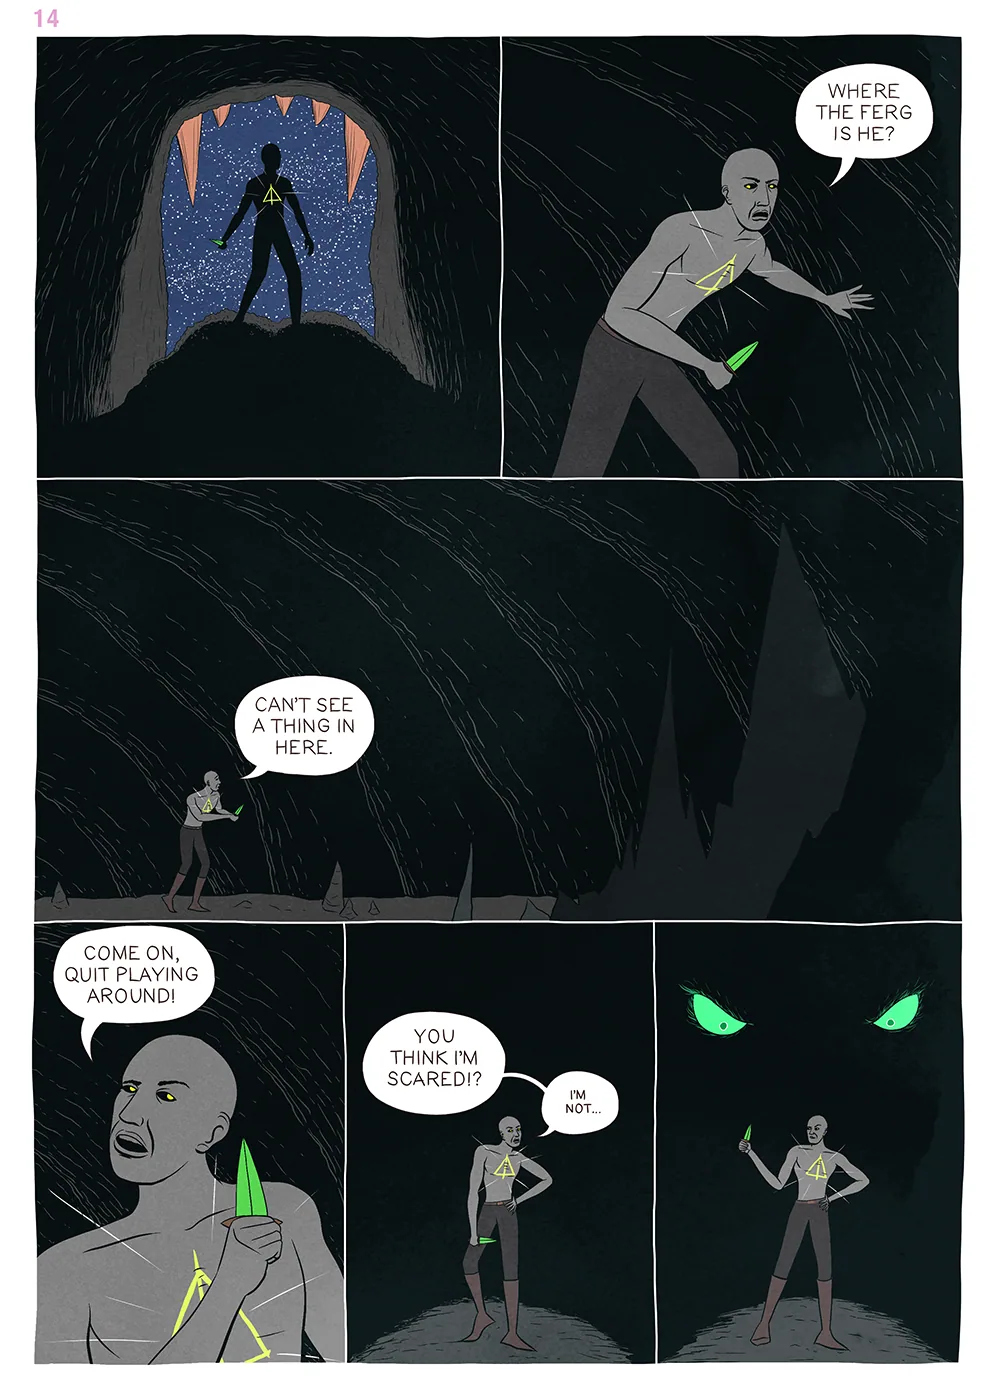 14
WHERE
THE FERG
IS HE?
CAN'T SEE
A THING IN
HERE.
COME ON,
QUIT PLAYING
AROUND!
YOU
THINK I'M
SCARED!?
I'M
NOT...